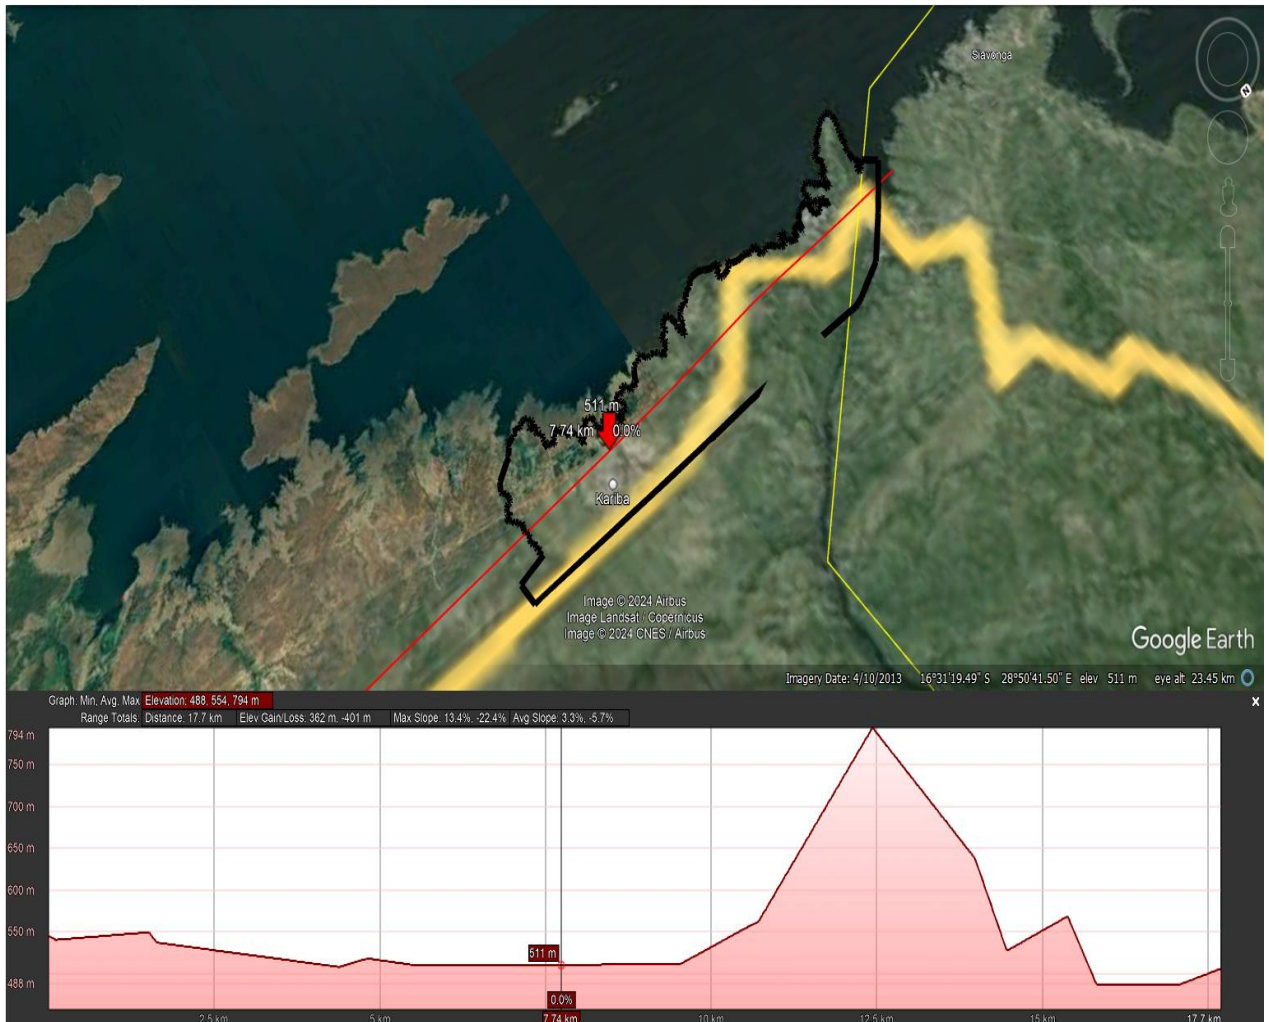 Siavonga
N
511 m
7.74 km 0.0%
Kariba
Image © 2024 Airbus
Image Landsat / Copernicus
Image © 2024 CNES / Airbus
Google Earth
Imagery Date: 4/10/2013 16°31'19.49" S 28°50'41.50" E elev 511 m eye alt 23.45 km
Graph: Min, Avg, Max Elevation: 488, 554, 794 m
X
Range Totals: Distance: 17.7 km Elev Gain/Loss: 362 m, -401 m Max Slope: 13.4%, -22.4% Avg Slope: 3.3%, -5.7%
794 m
750 m
700 m
650 m
600 m
550 m
511 m
488 m
0.0%
2.5 km 5 km 7.74 km 10 km 12.5 km 15 km 17.7 km